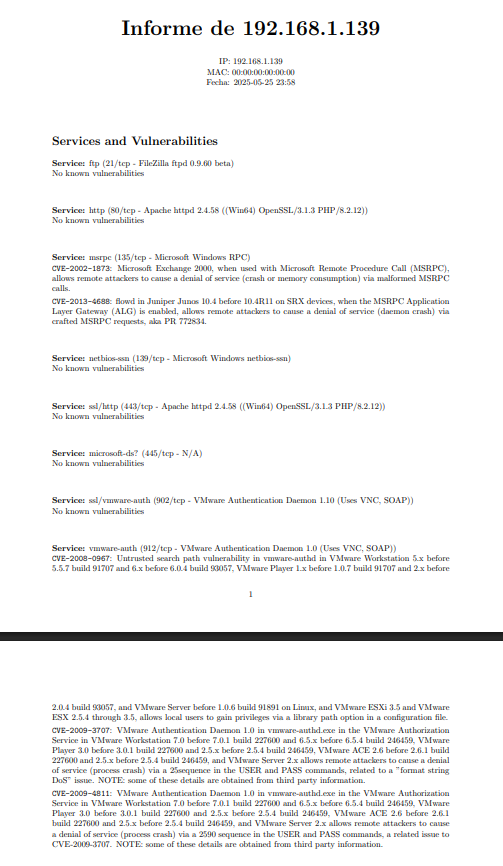 Informe de 192.168.1.139
IP: 192.168.1.139
MAC: 00:00:00:00:00:00
Fecha: 2025-05-25 23:58
Services and Vulnerabilities
Service: ftp (21/tcp - FileZilla ftpd 0.9.60 beta)
No known vulnerabilities
Service: http (80/tcp - Apache httpd 2.4.58 ((Win64) OpenSSL/3.1.3 PHP/8.2.12))
No known vulnerabilities
Service: msrpc (135/tcp - Microsoft Windows RPC)
CVE-2002-1873: Microsoft Exchange 2000, when used with Microsoft Remote Procedure Call (MSRPC),
allows remote attackers to cause a denial of service (crash or memory consumption) via malformed MSRPC
calls.
CVE-2013-4688: flowd in Juniper Junos 10.4 before 10.4R11 on SRX devices, when the MSRPC Application
Layer Gateway (ALG) is enabled, allows remote attackers to cause a denial of service (daemon crash) via
crafted MSRPC requests, aka PR 772834.
Service: netbios-ssn (139/tcp - Microsoft Windows netbios-ssn)
No known vulnerabilities
Service: ssl/http (443/tcp - Apache httpd 2.4.58 ((Win64) OpenSSL/3.1.3 PHP/8.2.12))
No known vulnerabilities
Service: microsoft-ds? (445/tcp - N/A)
No known vulnerabilities
Service: ssl/vmware-auth (902/tcp - VMware Authentication Daemon 1.10 (Uses VNC, SOAP))
No known vulnerabilities
Service: vmware-auth (912/tcp - VMware Authentication Daemon 1.0 (Uses VNC, SOAP))
CVE-2008-0967: Untrusted search path vulnerability in vmware-authd in VMware Workstation 5.x before
5.5.7 build 91707 and 6.x before 6.0.4 build 93057, VMware Player 1.x before 1.0.7 build 91707 and 2.x before
1
2.0.4 build 93057, and VMware Server before 1.0.6 build 91891 on Linux, and VMware ESXi 3.5 and VMware
ESX 2.5.4 through 3.5, allows local users to gain privileges via a library path option in a configuration file.
CVE-2009-3707: VMware Authentication Daemon 1.0 in vmware-authd.exe in the VMware Authorization
Service in VMware Workstation 7.0 before 7.0.1 build 227600 and 6.5.x before 6.5.4 build 246459, VMware
Player 3.0 before 3.0.1 build 227600 and 2.5.x before 2.5.4 build 246459, VMware ACE 2.6 before 2.6.1 build
227600 and 2.5.x before 2.5.4 build 246459, and VMware Server 2.x allows remote attackers to cause a denial
of service (process crash) via a 25sequence in the USER and PASS commands, related to a "format string
DoS" issue. NOTE: some of these details are obtained from third party information.
CVE-2009-4811: VMware Authentication Daemon 1.0 in vmware-authd.exe in the VMware Authorization
Service in VMware Workstation 7.0 before 7.0.1 build 227600 and 6.5.x before 6.5.4 build 246459, VMware
Player 3.0 before 3.0.1 build 227600 and 2.5.x before 2.5.4 build 246459, VMware ACE 2.6 before 2.6.1
build 227600 and 2.5.x before 2.5.4 build 246459, and VMware Server 2.x allows remote attackers to cause
a denial of service (process crash) via a 2590 sequence in the USER and PASS commands, a related issue to
CVE-2009-3707. NOTE: some of these details are obtained from third party information.